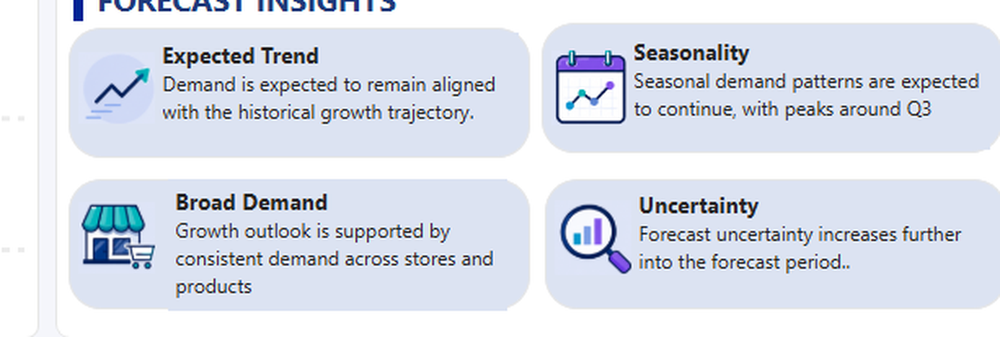 FORECAST INSIGHTS
Expected Trend
Demand is expected to remain aligned
with the historical growth trajectory.
Seasonality
Seasonal demand patterns are expected
to continue, with peaks around Q3
Broad Demand
Growth outlook is supported by
consistent demand across stores and
products
Uncertainty
Forecast uncertainty increases further
into the forecast period..